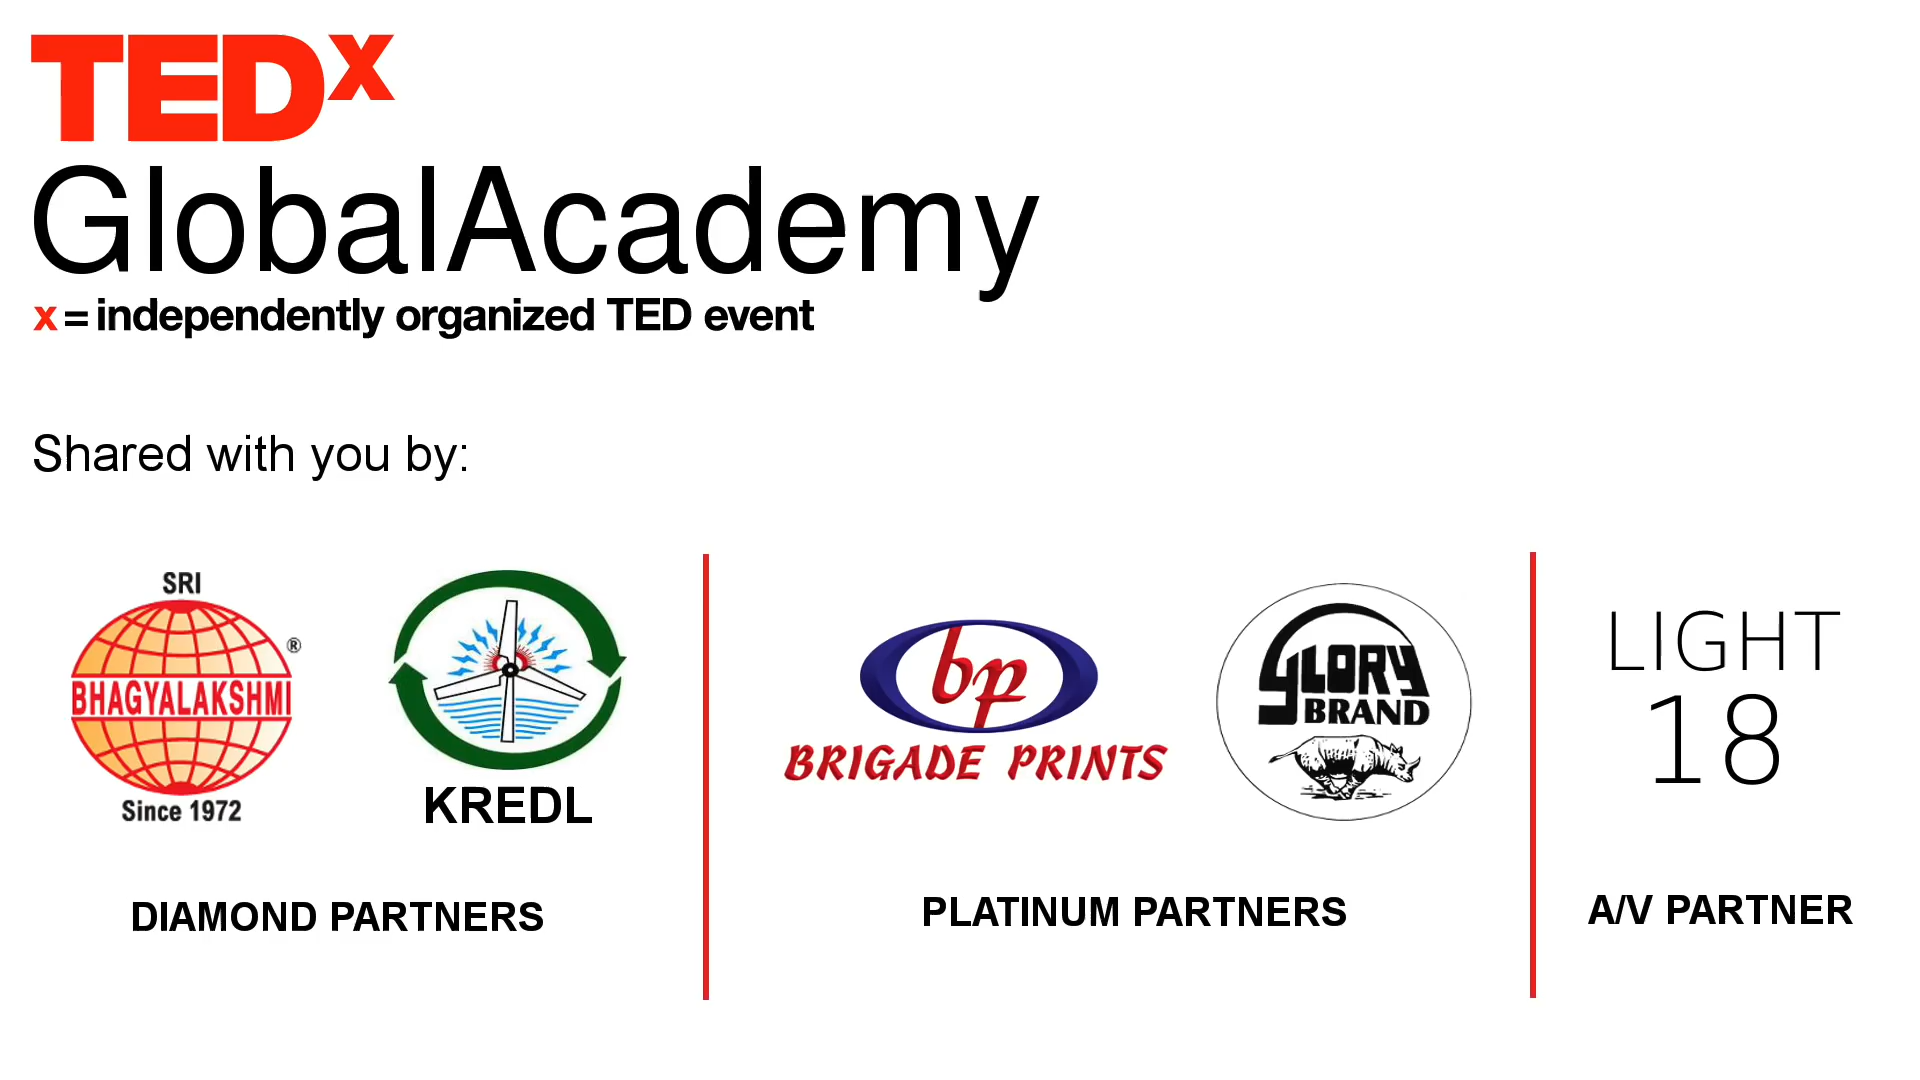 TEDx
GlobalAcademy
x = independently organized TED event
Shared with you by:
SRI
BHAGYALAKSHMI ®
Since 1972
KREDL
DIAMOND PARTNERS
bp
BRIGADE PRINTS
GLORY
BRAND
PLATINUM PARTNERS
LIGHT
18
A/V PARTNER